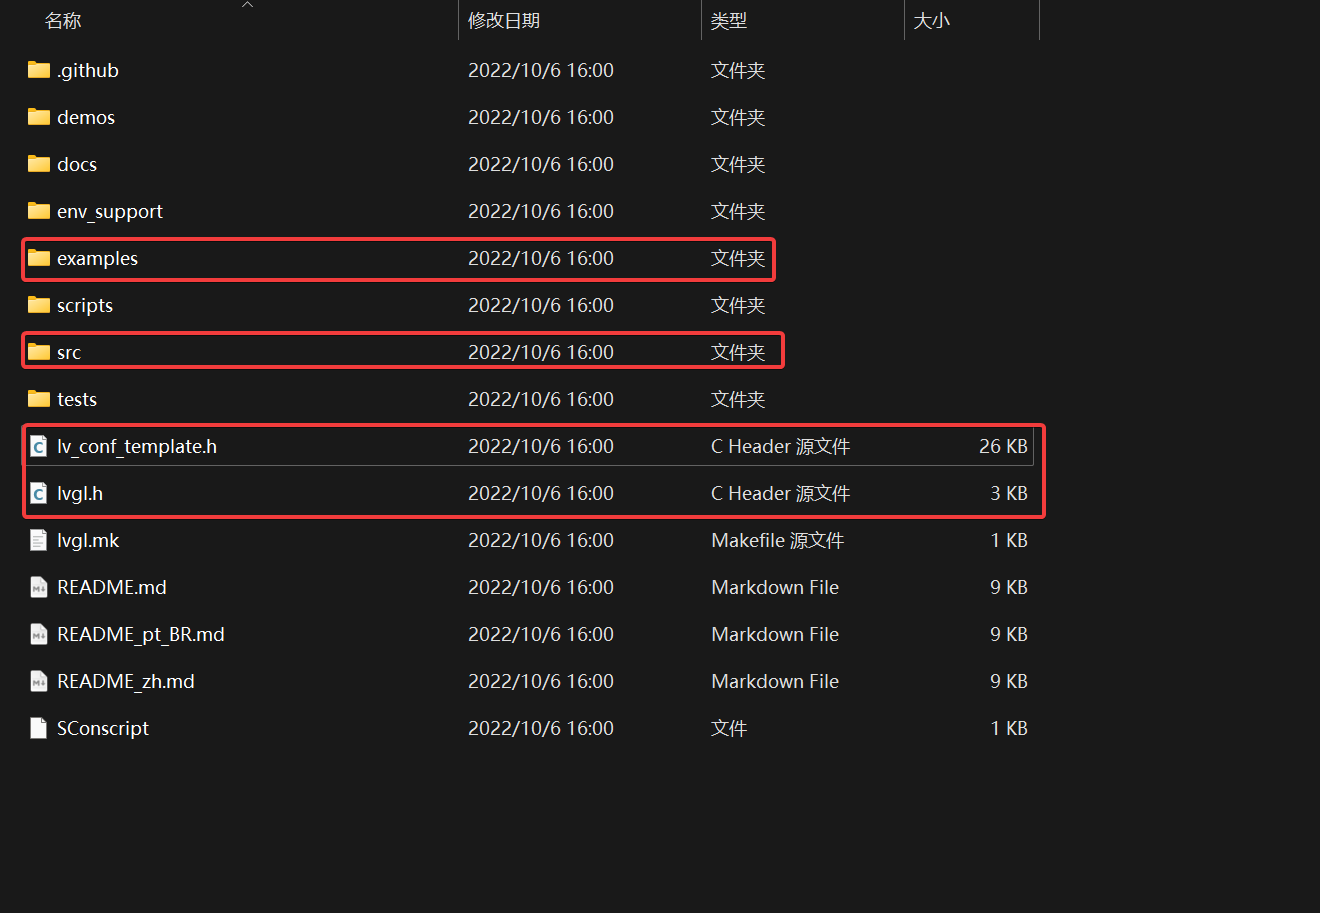 名称 修改日期 类型 大小
.github 2022/10/6 16:00 文件夹
demos 2022/10/6 16:00 文件夹
docs 2022/10/6 16:00 文件夹
env_support 2022/10/6 16:00 文件夹
examples 2022/10/6 16:00 文件夹
scripts 2022/10/6 16:00 文件夹
src 2022/10/6 16:00 文件夹
tests 2022/10/6 16:00 文件夹
lv_conf_template.h 2022/10/6 16:00 C Header 源文件 26 KB
lvgl.h 2022/10/6 16:00 C Header 源文件 3 KB
lvgl.mk 2022/10/6 16:00 Makefile 源文件 1 KB
README.md 2022/10/6 16:00 Markdown File 9 KB
README_pt_BR.md 2022/10/6 16:00 Markdown File 9 KB
README_zh.md 2022/10/6 16:00 Markdown File 9 KB
SConscript 2022/10/6 16:00 文件 1 KB